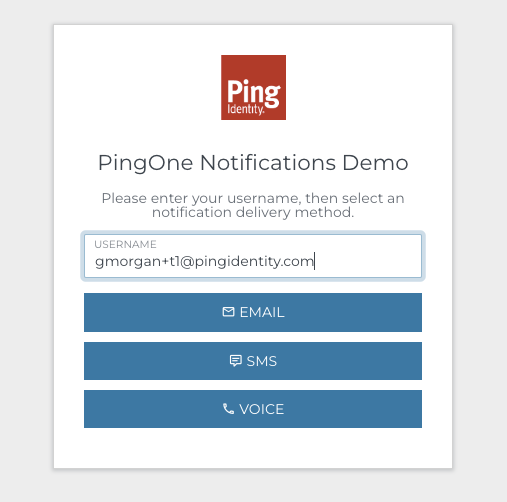 Ping
Identity.
PingOne Notifications Demo
Please enter your username, then select an
notification delivery method.
USERNAME
gmorgan+t1@pingidentity.com
EMAIL
SMS
VOICE